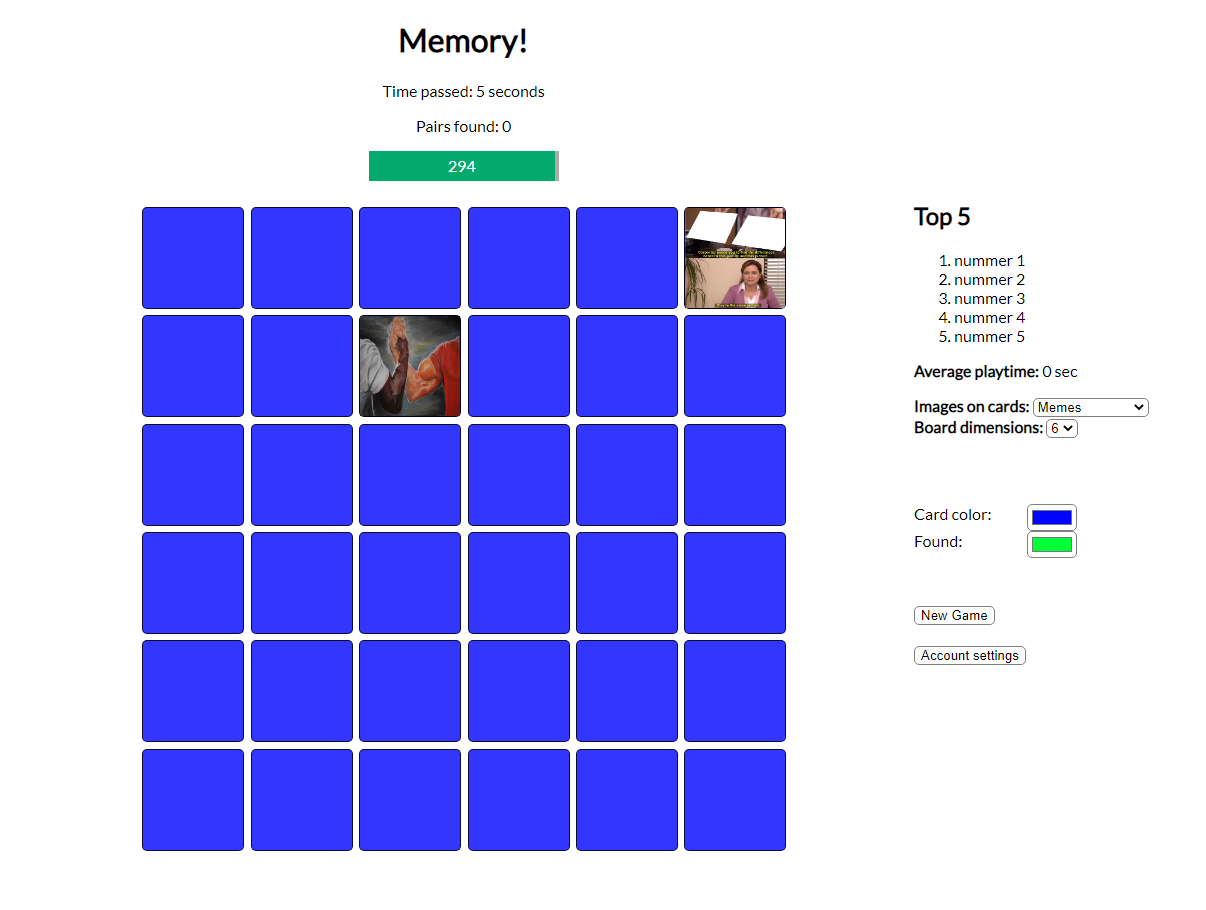 Memory!
Time passed: 5 seconds
Pairs found: 0
294
Top 5
1. nummer 1
2. nummer 2
3. nummer 3
4. nummer 4
5. nummer 5
Average playtime: 0 sec
Images on cards: Memes
Board dimensions: 6
Card color:
Found:
New Game
Account settings